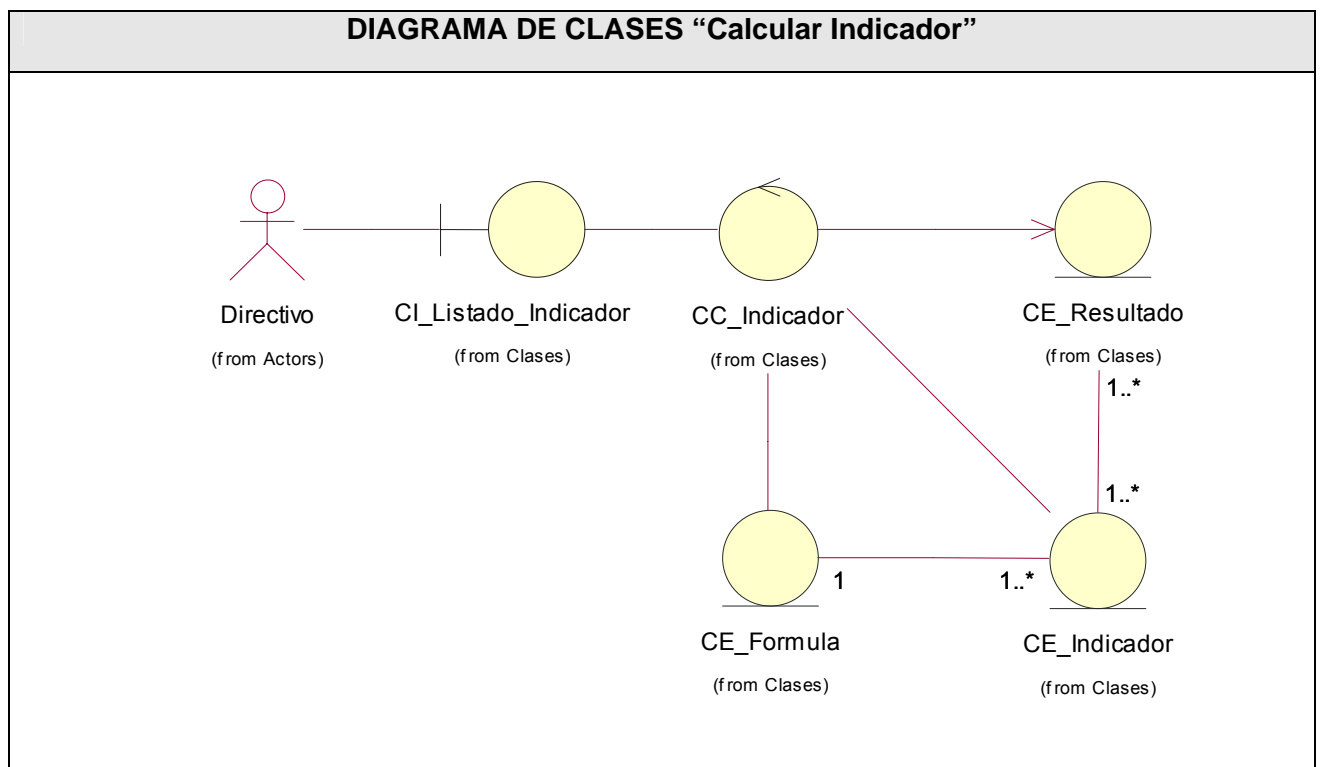 DIAGRAMA DE CLASES “Calcular Indicador”
Directivo
(from Actors)
CI_Listado_Indicador
(from Clases)
CC_Indicador
(from Clases)
CE_Resultado
(from Clases)
1..*
1..*
1
1..*
CE_Formula
(from Clases)
CE_Indicador
(from Clases)